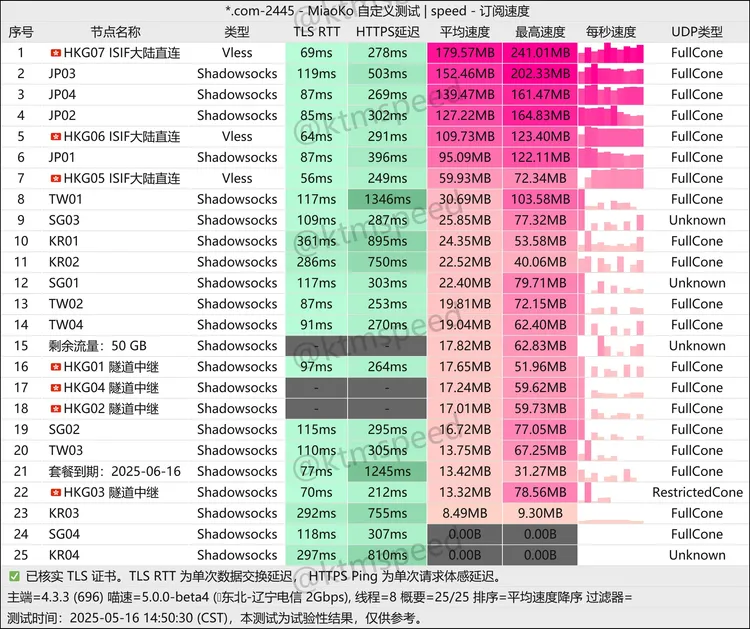 *.com-2445 - MiaoKo 自定义测试 | speed - 订阅速度
序号 节点名称 类型 TLS RTT HTTPS延迟 平均速度 最高速度 每秒速度 UDP类型
1 🇭🇰HKG07 ISIF大陆直连 Vless 69ms 278ms 179.57MB 241.01MB FullCone
2 JP03 Shadowsocks 119ms 503ms 152.46MB 202.33MB FullCone
3 JP04 Shadowsocks 87ms 269ms 139.47MB 161.47MB FullCone
4 JP02 Shadowsocks 85ms 302ms 127.22MB 164.83MB FullCone
5 🇭🇰HKG06 ISIF大陆直连 Vless 64ms 291ms 109.73MB 123.40MB FullCone
6 JP01 Shadowsocks 87ms 396ms 95.09MB 122.11MB FullCone
7 🇭🇰HKG05 ISIF大陆直连 Vless 56ms 249ms 59.93MB 72.34MB FullCone
8 TW01 Shadowsocks 117ms 1346ms 30.69MB 103.58MB FullCone
9 SG03 Shadowsocks 109ms 287ms 25.85MB 77.32MB Unknown
10 KR01 Shadowsocks 361ms 895ms 24.35MB 53.58MB FullCone
11 KR02 Shadowsocks 286ms 750ms 22.52MB 40.06MB FullCone
12 SG01 Shadowsocks 117ms 303ms 22.40MB 79.71MB Unknown
13 TW02 Shadowsocks 87ms 253ms 19.81MB 72.15MB FullCone
14 TW04 Shadowsocks 91ms 270ms 19.04MB 62.40MB FullCone
15 剩余流量：50 GB Shadowsocks - - 17.82MB 62.83MB Unknown
16 🇭🇰HKG01 隧道中继 Shadowsocks 97ms 264ms 17.65MB 51.96MB FullCone
17 🇭🇰HKG04 隧道中继 Shadowsocks - - 17.24MB 59.62MB FullCone
18 🇭🇰HKG02 隧道中继 Shadowsocks - - 17.01MB 59.73MB FullCone
19 SG02 Shadowsocks 115ms 295ms 16.72MB 77.05MB FullCone
20 TW03 Shadowsocks 110ms 305ms 13.75MB 67.25MB FullCone
21 套餐到期：2025-06-16 Shadowsocks 77ms 1245ms 13.42MB 31.27MB FullCone
22 🇭🇰HKG03 隧道中继 Shadowsocks 70ms 212ms 13.32MB 78.56MB RestrictedCone
23 KR03 Shadowsocks 292ms 755ms 8.49MB 9.30MB FullCone
24 SG04 Shadowsocks 118ms 307ms 0.00B 0.00B FullCone
25 KR04 Shadowsocks 297ms 810ms 0.00B 0.00B Unknown
✅ 已核实 TLS 证书。TLS RTT 为单次数据交换延迟， HTTPS Ping 为单次请求体感延迟。
主端=4.3.3 (696) 喵速=5.0.0-beta4 (东北-辽宁电信 2Gbps), 线程=8 概要=25/25 排序=平均速度降序 过滤器=
测试时间：2025-05-16 14:50:30 (CST)，本测试为试验性结果，仅供参考。
@ktmspeed
@ktmspeed
@ktmspeed
@ktmspeed
@ktmspeed